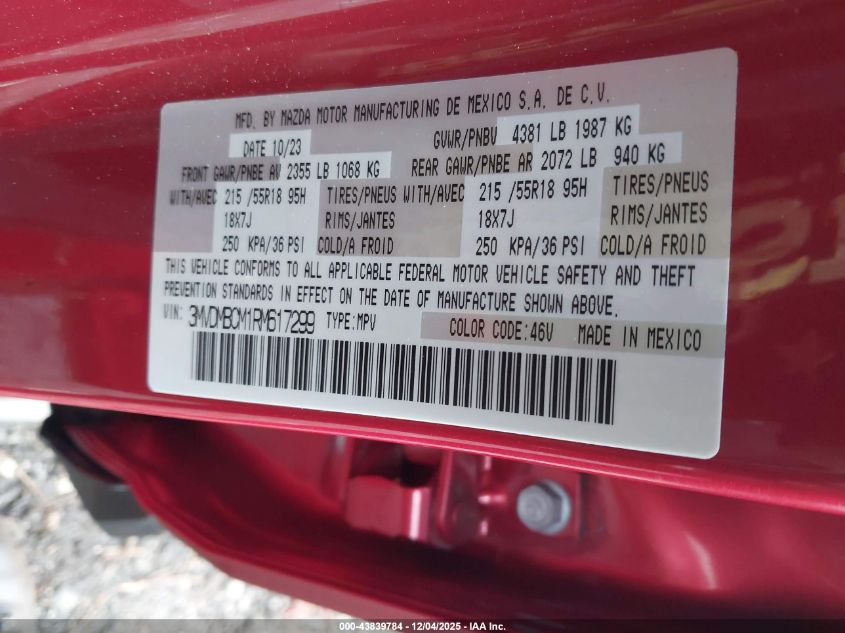 MFD. BY MAZDA MOTOR MANUFACTURING DE MEXICO S.A. DE C.V.
DATE 10/23 GVWR/PNBV 4381 LB 1987 KG
FRONT GAWR/PNBE AV 2355 LB 1068 KG REAR GAWR/PNBE AR 2072 LB 940 KG
WITH/AVEC 215 /55R18 95H TIRES/PNEUS WITH/AVEC 215 /55R18 95H TIRES/PNEUS
18X7J RIMS/JANTES 18X7J RIMS/JANTES
250 KPA/36 PSI COLD/A FROID 250 KPA/36 PSI COLD/A FROID
THIS VEHICLE CONFORMS TO ALL APPLICABLE FEDERAL MOTOR VEHICLE SAFETY AND THEFT
PREVENTION STANDARDS IN EFFECT ON THE DATE OF MANUFACTURE SHOWN ABOVE.
VIN: 3MVDMBCM1RM617299 TYPE:MPV COLOR CODE:46V MADE IN MEXICO
000-43839784 - 12/04/2025 - IAA Inc.